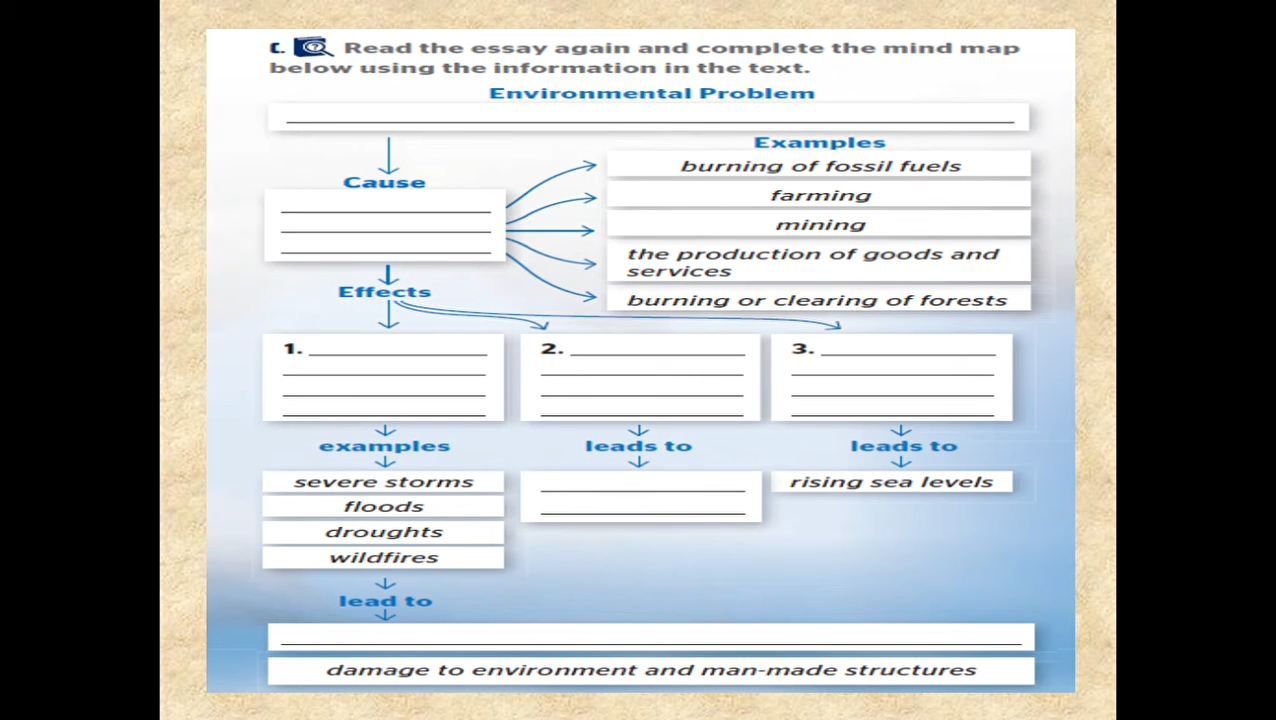 C. Read the essay again and complete the mind map
below using the information in the text.
Environmental Problem
Examples
burning of fossil fuels
Cause
farming
mining
the production of goods and
services
Effects
burning or clearing of forests
1.
2.
3.
examples
leads to
leads to
severe storms
rising sea levels
floods
droughts
wildfires
lead to
damage to environment and man-made structures